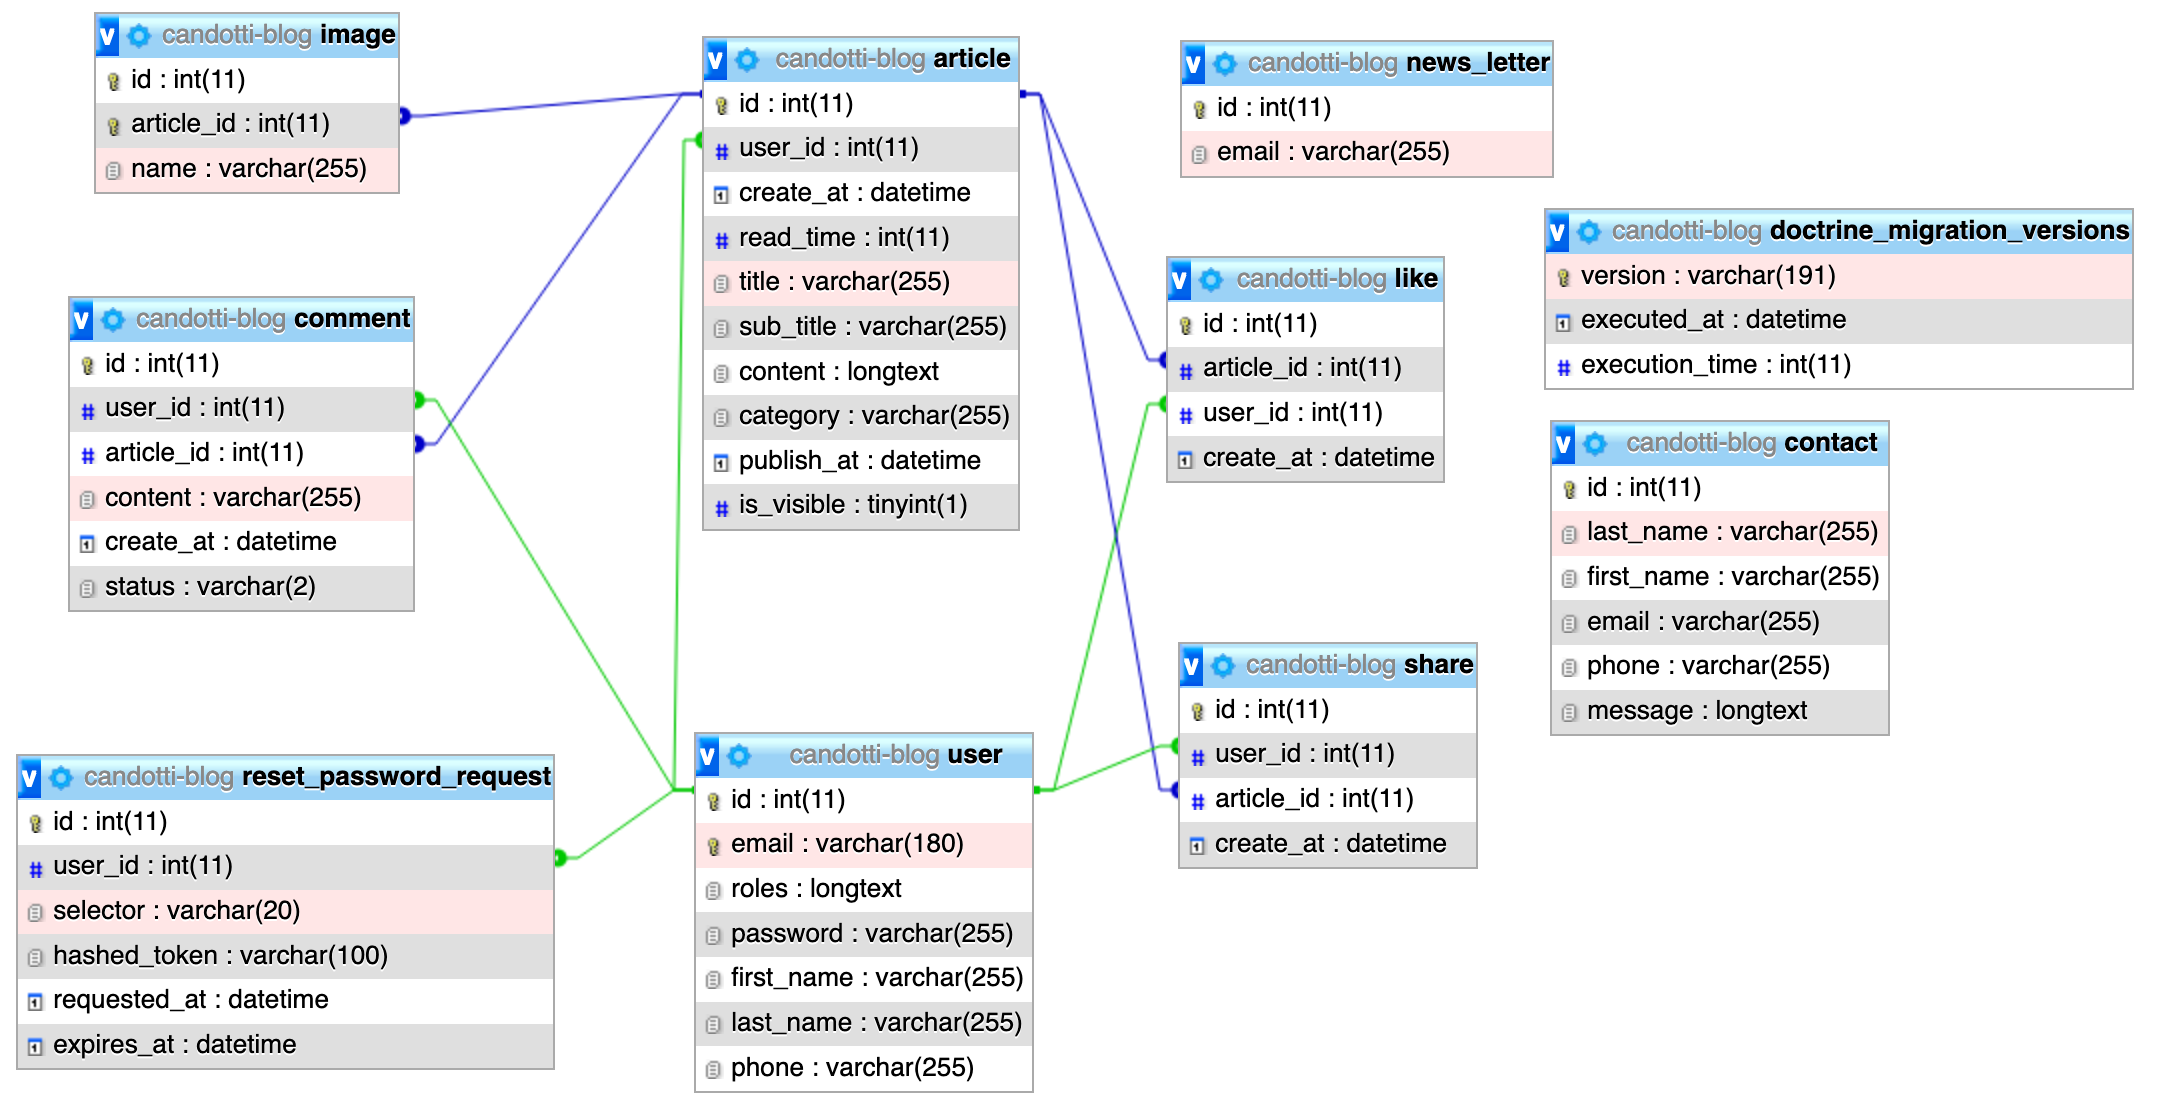 v candotti-blog image
id : int(11)
article_id : int(11)
name : varchar(255)
v candotti-blog article
id : int(11)
# user_id : int(11)
create_at : datetime
# read_time : int(11)
title : varchar(255)
sub_title : varchar(255)
content : longtext
category : varchar(255)
publish_at : datetime
# is_visible : tinyint(1)
v candotti-blog news_letter
id : int(11)
email : varchar(255)
v candotti-blog doctrine_migration_versions
version : varchar(191)
executed_at : datetime
# execution_time : int(11)
v candotti-blog like
id : int(11)
# article_id : int(11)
# user_id : int(11)
create_at : datetime
v candotti-blog comment
id : int(11)
# user_id : int(11)
# article_id : int(11)
content : varchar(255)
create_at : datetime
status : varchar(2)
v candotti-blog contact
id : int(11)
last_name : varchar(255)
first_name : varchar(255)
email : varchar(255)
phone : varchar(255)
message : longtext
v candotti-blog share
id : int(11)
# user_id : int(11)
# article_id : int(11)
create_at : datetime
v candotti-blog reset_password_request
id : int(11)
# user_id : int(11)
selector : varchar(20)
hashed_token : varchar(100)
requested_at : datetime
expires_at : datetime
v candotti-blog user
id : int(11)
email : varchar(180)
roles : longtext
password : varchar(255)
first_name : varchar(255)
last_name : varchar(255)
phone : varchar(255)